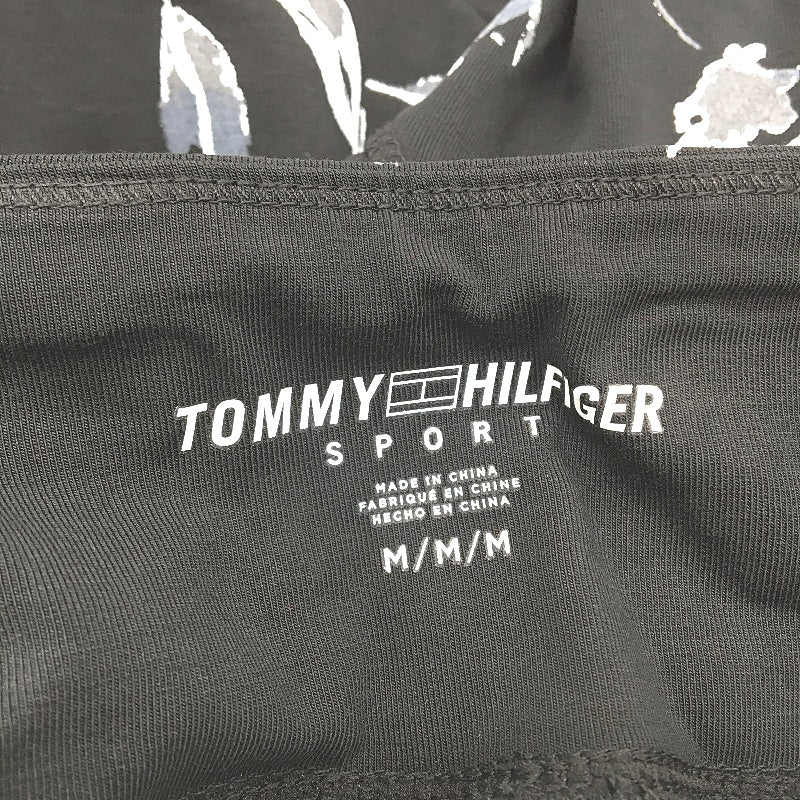 TOMMY HILFIGER
SPORT
MADE IN CHINA
FABRIQUÉ EN CHINE
HECHO EN CHINA
M/M/M